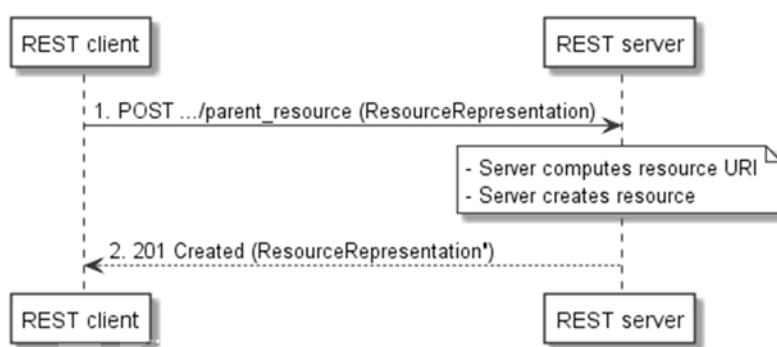 REST client
REST server
1. POST .../parent_resource (ResourceRepresentation)
- Server computes resource URI
- Server creates resource
2. 201 Created (ResourceRepresentation')
REST client
REST server